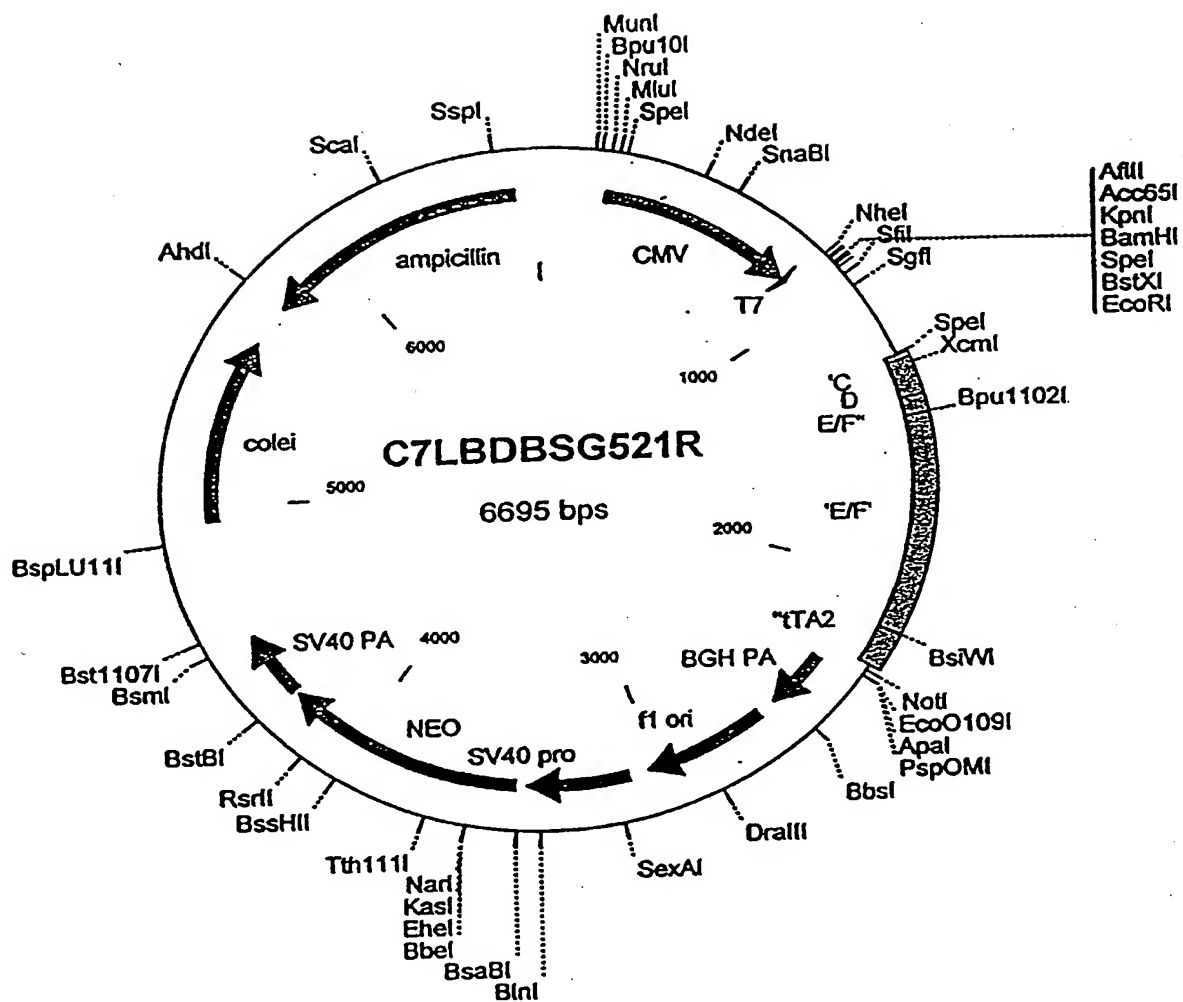 MunI
Bpu10I
NruI
MluI
SpeI
SspI
ScaI
NdeI
SnaBI
AflII
Acc65I
KpnI
BamHI
SpeI
BstXI
EcoRI
NheI
SfiI
SgfI
AhdI
ampicillin
CMV
T7
6000
1000
SpeI
XcmI
'C
D
E/F"
Bpu1102I
colei
C7LBDBSG521R
6695 bps
5000
'E/F'
2000
BspLU11I
SV40 PA
4000
3000
"tTA2
BGH PA
BsiWI
Bst1107I
BsmI
NotI
EcoO109I
ApaI
PspOMI
NEO
f1 ori
SV40 pro
BstBI
BbsI
RsrII
BssHII
DraIII
Tth111I
SexAI
NarI
KasI
EheI
BbeI
BsaBI
BlnI